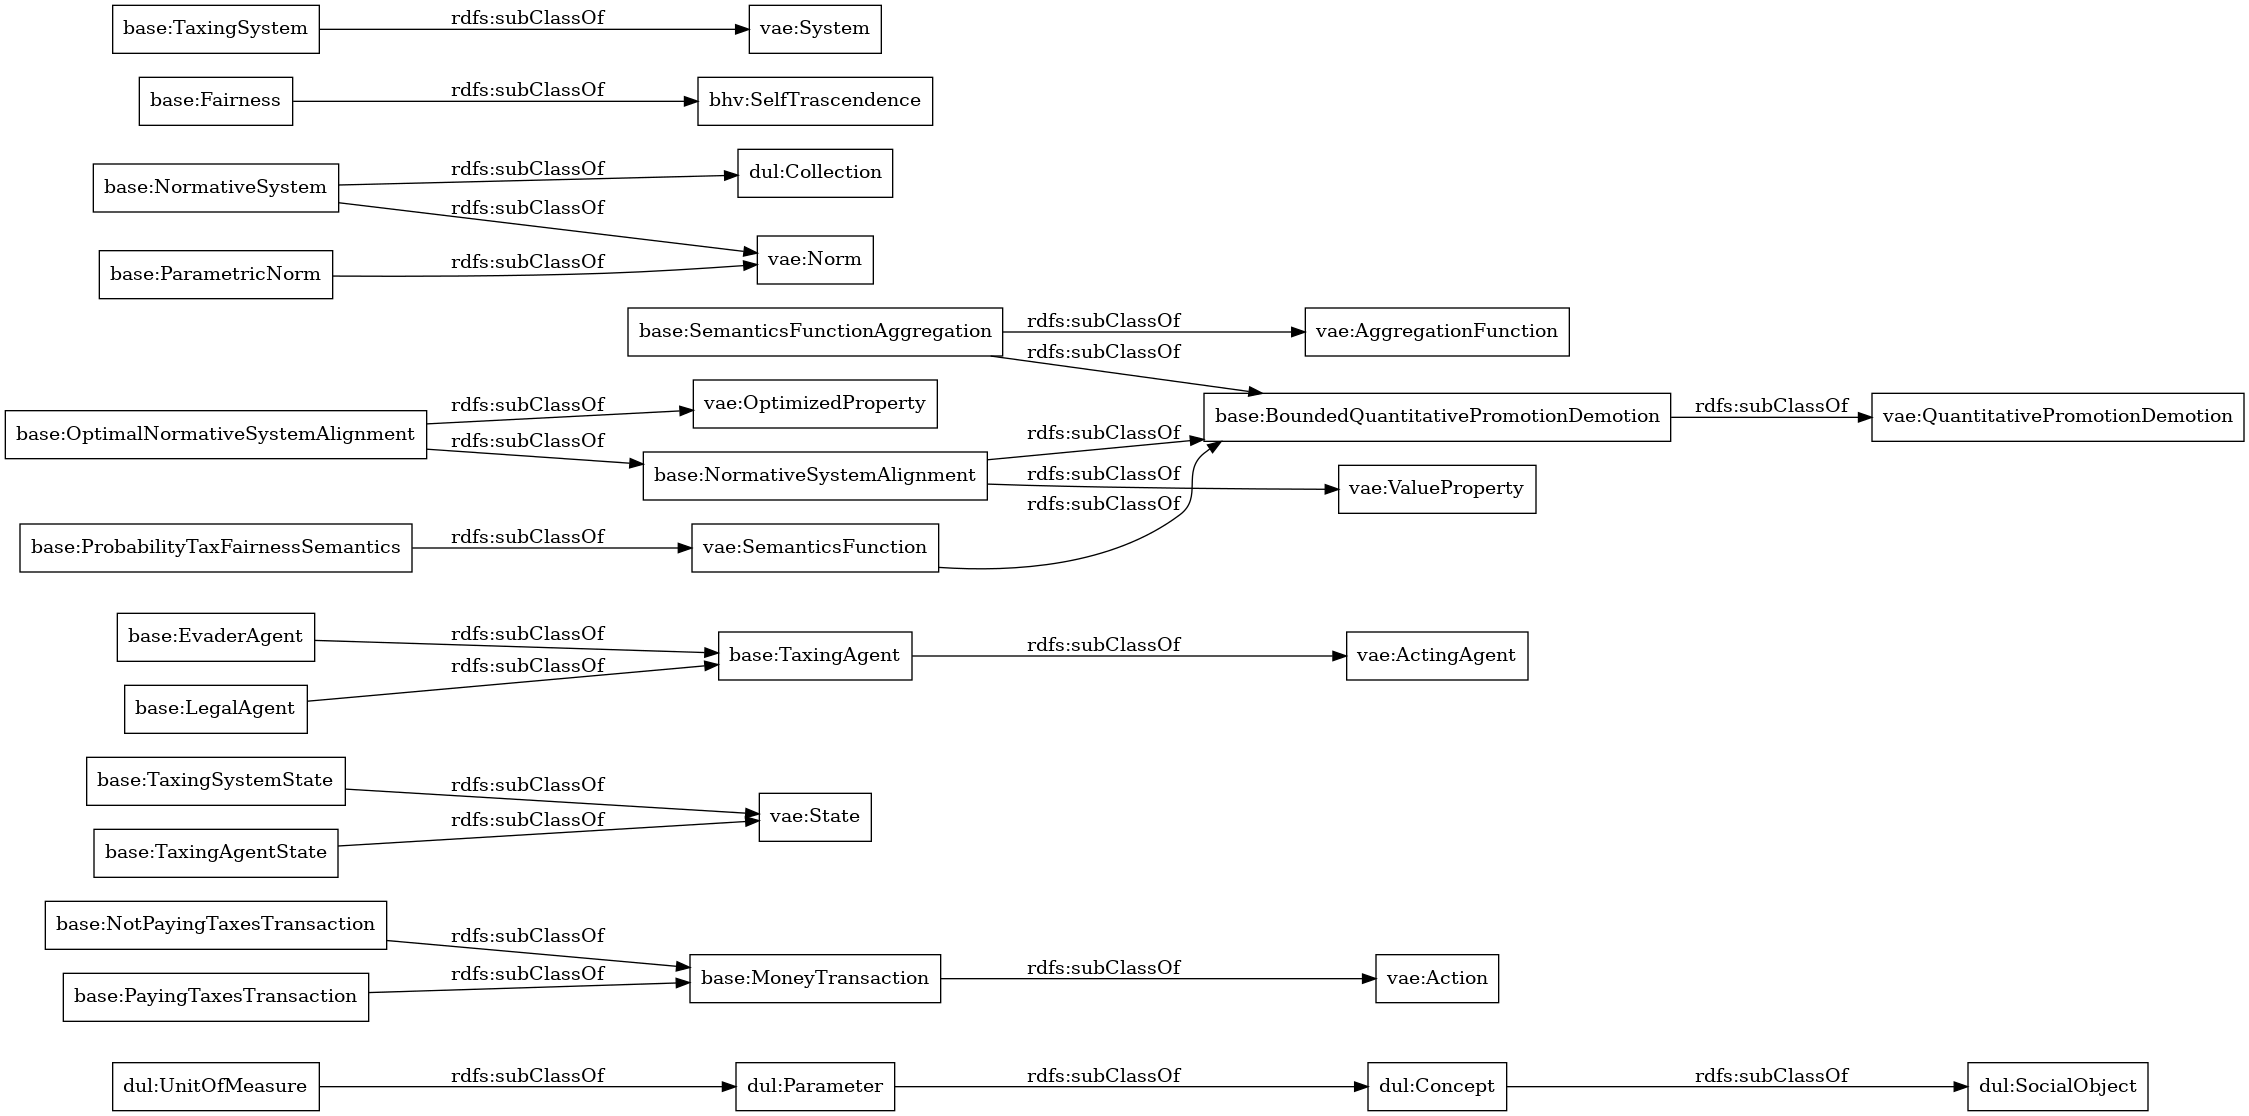 base:TaxingSystem rdfs:subClassOf vae:System
base:Fairness rdfs:subClassOf bhv:SelfTrascendence
base:NormativeSystem rdfs:subClassOf dul:Collection
rdfs:subClassOf
base:ParametricNorm rdfs:subClassOf vae:Norm
base:SemanticsFunctionAggregation rdfs:subClassOf vae:AggregationFunction
rdfs:subClassOf
base:OptimalNormativeSystemAlignment rdfs:subClassOf vae:OptimizedProperty
rdfs:subClassOf
base:NormativeSystemAlignment rdfs:subClassOf base:BoundedQuantitativePromotionDemotion rdfs:subClassOf vae:QuantitativePromotionDemotion
rdfs:subClassOf vae:ValueProperty
rdfs:subClassOf
base:ProbabilityTaxFairnessSemantics rdfs:subClassOf vae:SemanticsFunction
base:EvaderAgent rdfs:subClassOf base:TaxingAgent rdfs:subClassOf vae:ActingAgent
base:LegalAgent rdfs:subClassOf
base:TaxingSystemState rdfs:subClassOf vae:State
base:TaxingAgentState rdfs:subClassOf
base:NotPayingTaxesTransaction rdfs:subClassOf
base:PayingTaxesTransaction rdfs:subClassOf base:MoneyTransaction rdfs:subClassOf vae:Action
dul:UnitOfMeasure rdfs:subClassOf dul:Parameter rdfs:subClassOf dul:Concept rdfs:subClassOf dul:SocialObject